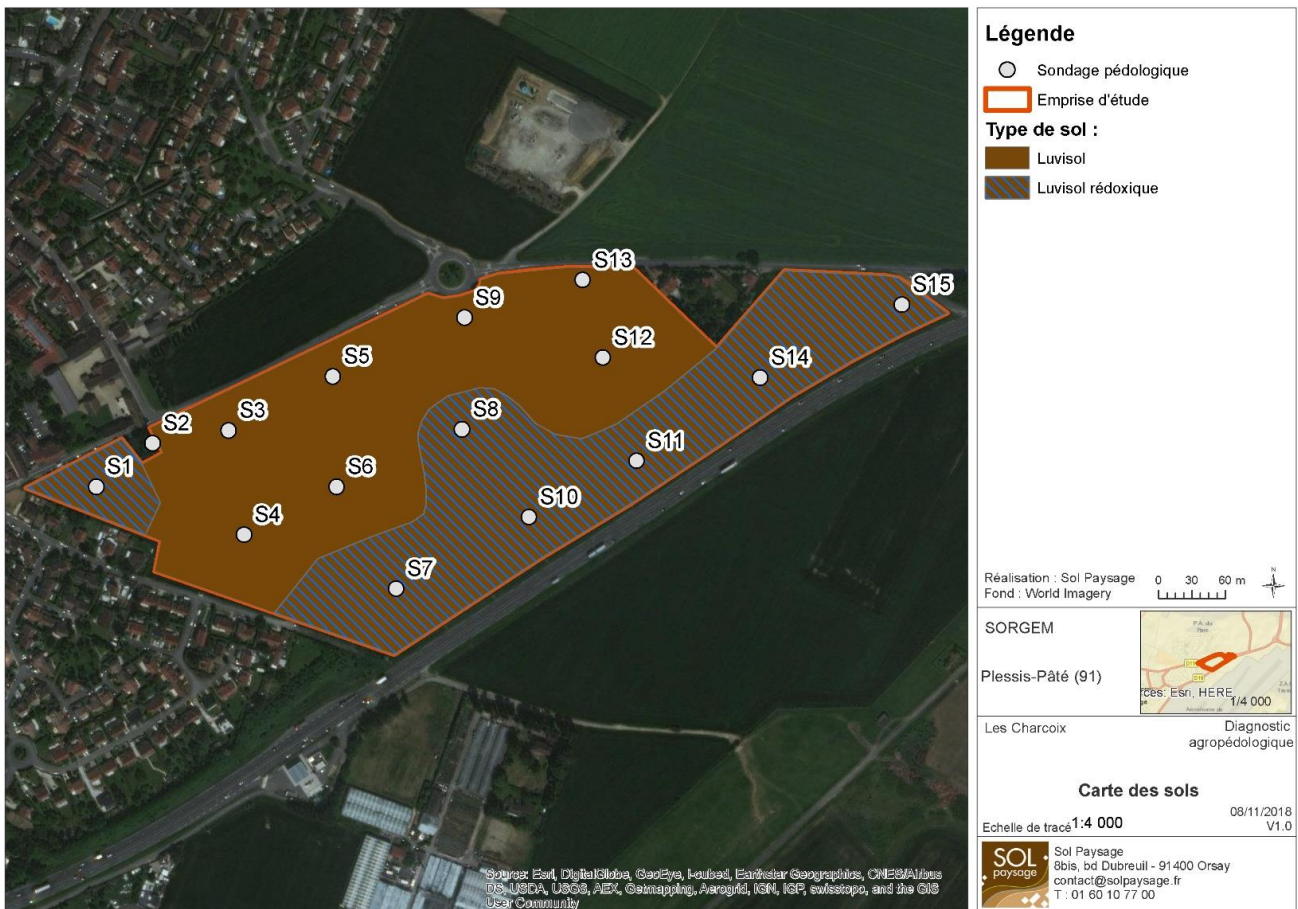 S13
S9
S15
S12
S5
S14
S8
S3
S2
S11
S1
S6
S10
S4
S7
Source: Esri, DigitalGlobe, GeoEye, i-cubed, Earthstar Geographics, CNES/Airbus
DS, USDA, USGS, AEX, Getmapping, Aerogrid, IGN, IGP, swisstopo, and the GIS
User Community
Légende
Sondage pédologique
Emprise d'étude
Type de sol :
Luvisol
Luvisol rédoxique
Réalisation : Sol Paysage
Fond : World Imagery
0 30 60 m
N
SORGEM
Plessis-Pâté (91)
D19
D19
ces: Esri, HERE,
1/4 000
Les Charcoix
Diagnostic
agropédologique
Carte des sols
08/11/2018
Echelle de tracé 1:4 000
V1.0
SOL
paysage
Sol Paysage
8bis, bd Dubreuil - 91400 Orsay
contact@solpaysage.fr
T : 01 60 10 77 00